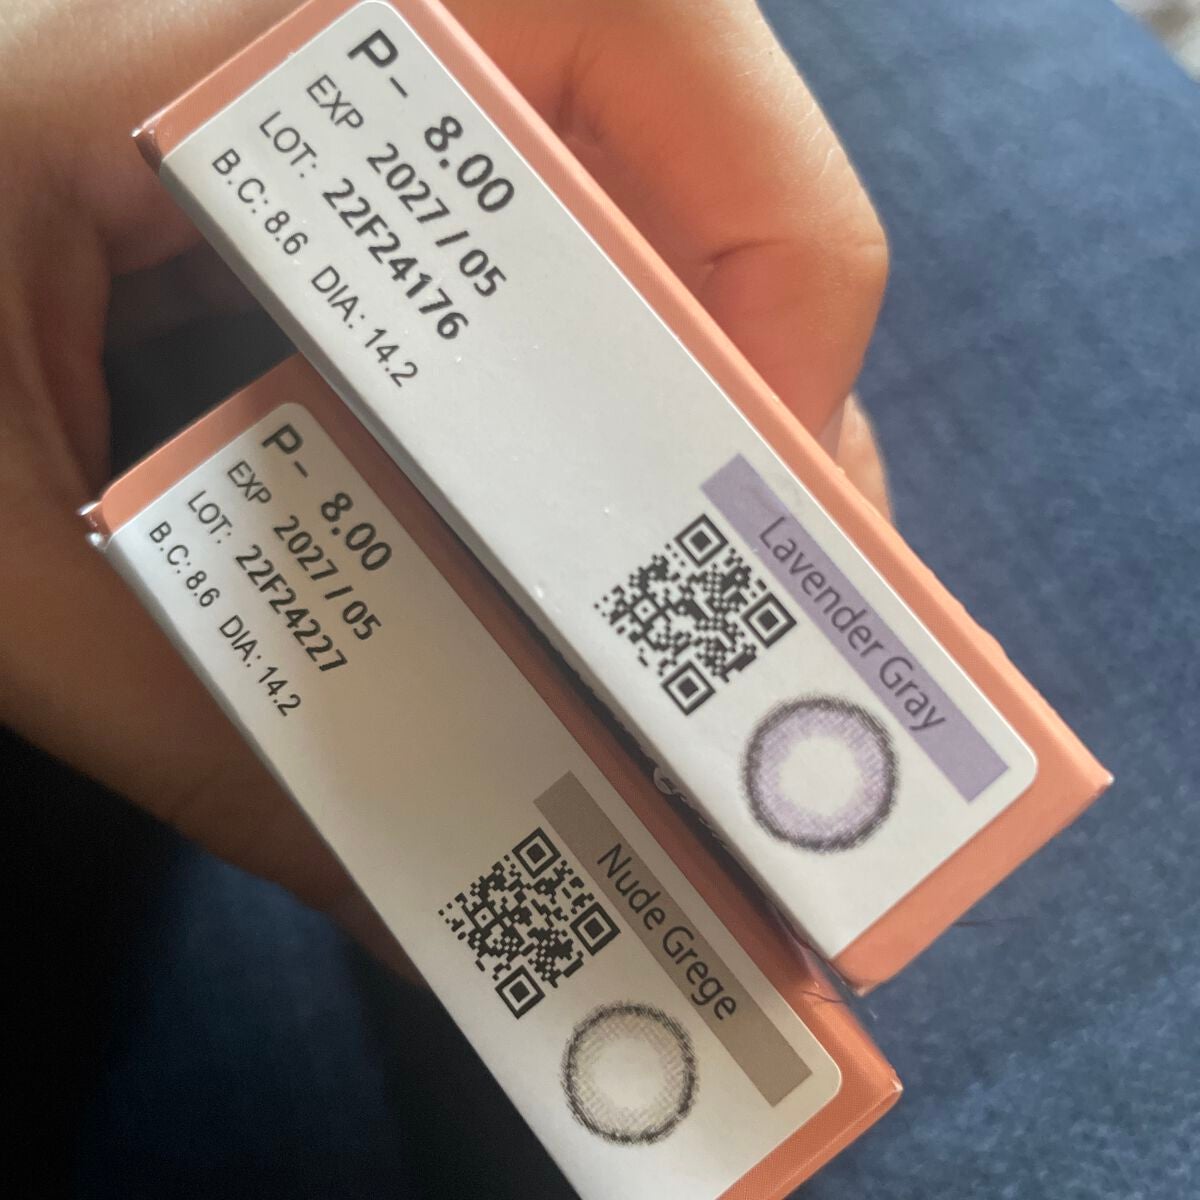 P- 8.00
EXP 2027 / 05
LOT: 22F24176
B.C: 8.6 DIA: 14.2
Lavender Gray
P- 8.00
EXP 2027 / 05
LOT: 22F24227
B.C: 8.6 DIA: 14.2
Nude Grege